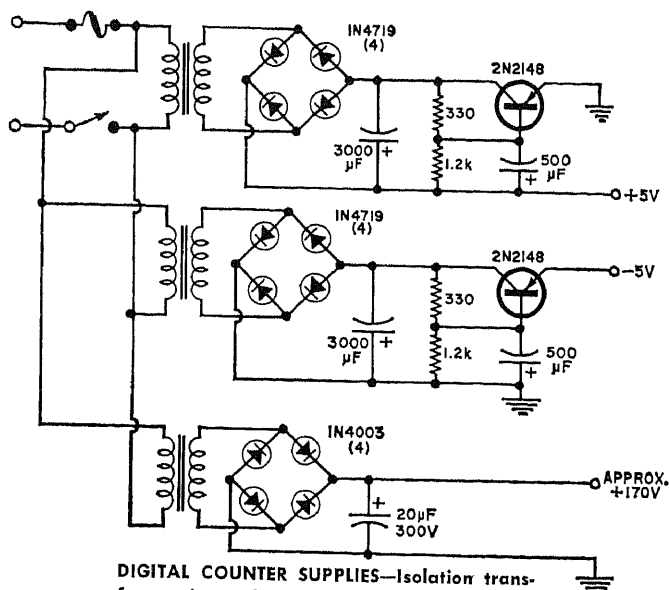 1N4719
(4)
2N2148
330
3000
µF
+
1.2k
500
µF
+
+5V
1N4719
(4)
2N2148
-5V
330
3000
µF
+
1.2k
500
µF
+
1N4003
(4)
APPROX.
+170V
+
20µF
300V
DIGITAL COUNTER SUPPLIES—Isolation trans-